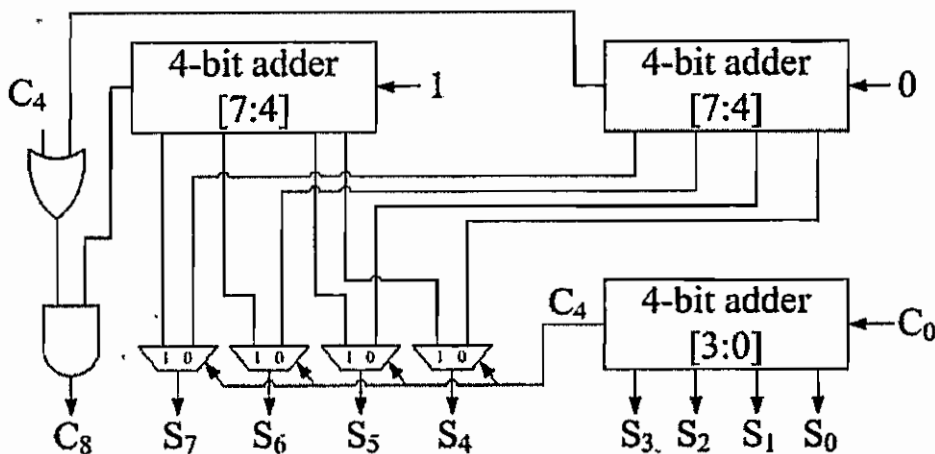 4-bit adder
[7:4]
1
4-bit adder
[7:4]
0
C4
C4
4-bit adder
[3:0]
C0
1 0
1 0
1 0
1 0
C8
S7
S6
S5
S4
S3
S2
S1
S0